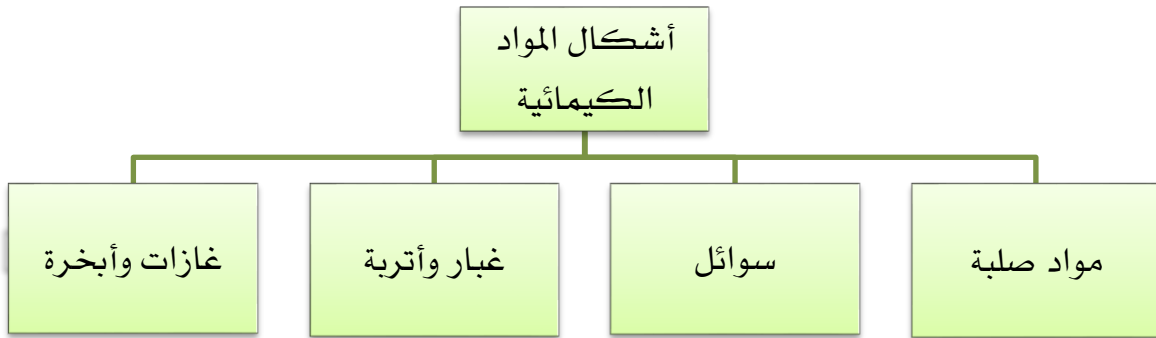 أشكال المواد
الكيمائية
مواد صلبة
سوائل
غبار وأتربة
غازات وأبخرة